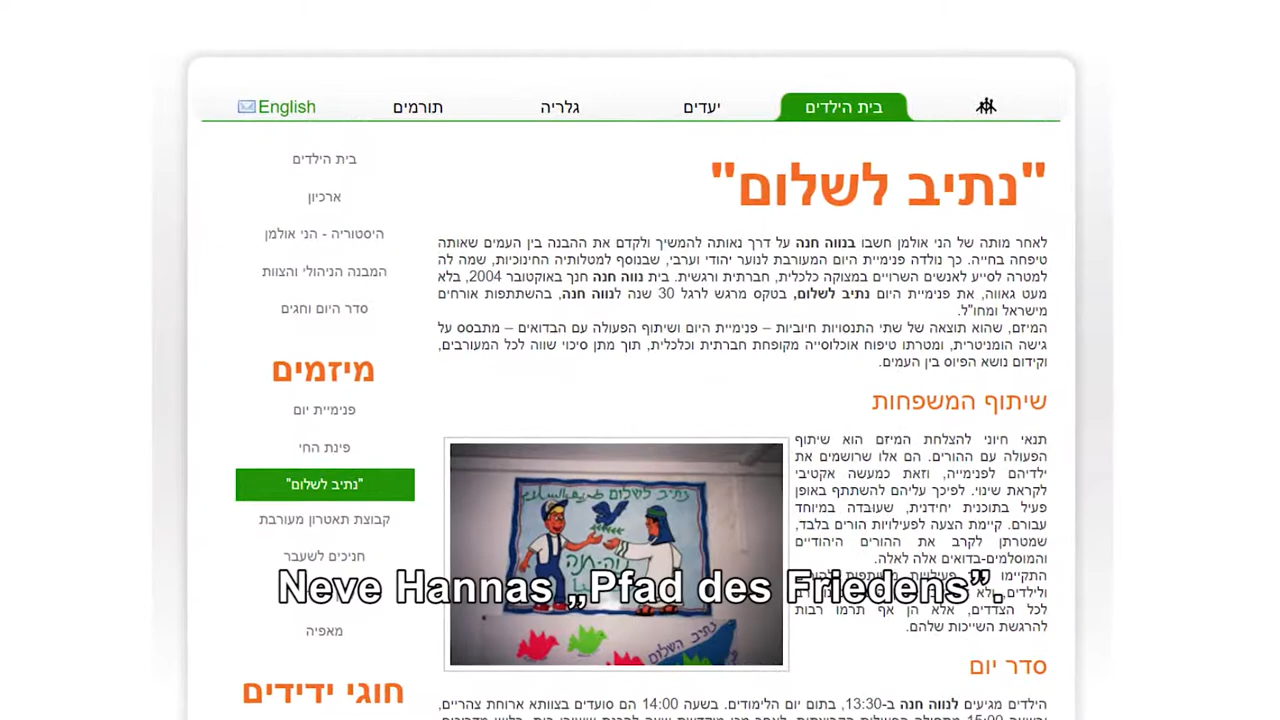 בית הילדים
יעדים
גלריה
תורמים
English
"נתיב לשלום"
לאחר מותה של הני אולמן חשבו בנווה חנה על דרך נאותה להמשיך ולקדם את ההבנה בין העמים שאותה
טיפחה בחייה. כך נולדה פנימיית היום המעורבת לנוער יהודי וערבי, שבנוסף למטלותיה החינוכיות, שמה לה
למטרה לסייע לאנשים השרויים במצוקה כלכלית, חברתית ורגשית. בית נווה חנה חנך באוקטובר 2004, בלא
מעט גאווה, את פנימיית היום נתיב לשלום, בטקס מרגש לרגל 30 שנה לנווה חנה, בהשתתפות אורחים
מישראל ומחו"ל.
המיזם, שהוא תוצאה של שתי התנסויות חיוביות – פנימיית היום ושיתוף הפעולה עם הבדואים – מתבסס על
גישה הומניטרית, ומטרתו טיפוח אוכלוסייה מקופחת חברתית וכלכלית, תוך מתן סיכוי שווה לכל המעורבים,
וקידום נושא הפיוס בין העמים.
שיתוף המשפחות
תנאי חיוני להצלחת המיזם הוא שיתוף
הפעולה עם ההורים. הם אלו שרושמים את
ילדיהם לפנימייה, וזאת כמעשה אקטיבי
לקראת שינוי. לפיכך עליהם להשתתף באופן
פעיל בתוכנית יחידנית, שעובדה במיוחד
עבורם. קיימת הצעה לפעילויות הורים בלבד,
שמטרתן לקרב את ההורים היהודיים
והמוסלמים-בדואים אלה לאלה.
התקיימו
לכל הצדדים, אלא הן אף תרמו רבות
להרגשת השייכות שלהם.
סדר יום
הילדים מגיעים לנווה חנה ב-13:30, בתום יום הלימודים. בשעה 14:00 הם סועדים בצוותא ארוחת צהריים,
בית הילדים
ארכיון
היסטוריה - הני אולמן
המבנה הניהולי והצוות
סדר היום וחגים
מיזמים
פנימיית יום
פינת החי
"נתיב לשלום"
קבוצת תאטרון מעורבת
חניכים לשעבר
מאפיה
חוגי ידידים
נתיב לשלום
נתיב השלום
Neve Hannas „Pfad des Friedens”.